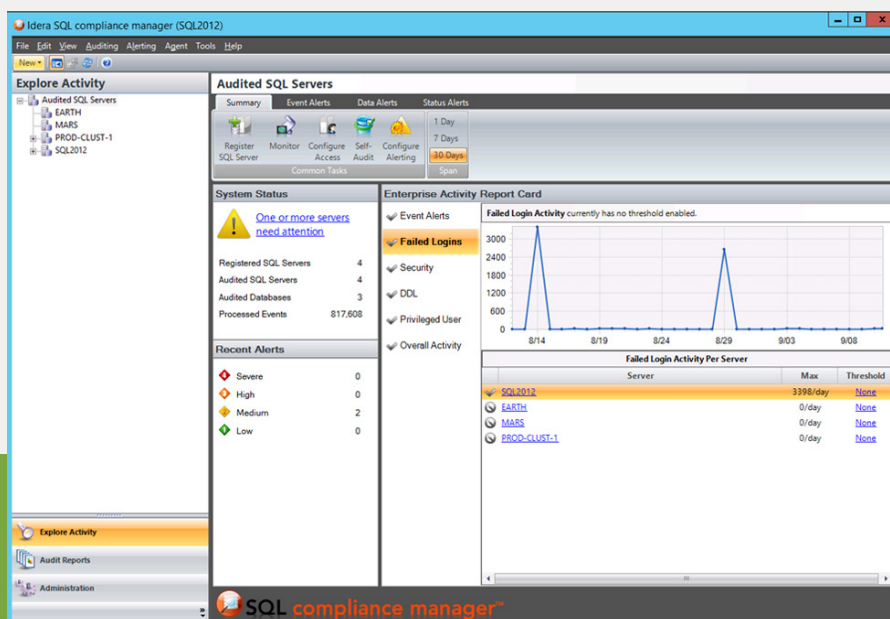 Idera SQL compliance manager (SQL2012)
File Edit View Auditing Alerting Agent Tools Help
New
Explore Activity
Audited SQL Servers
EARTH
MARS
PROD-CLUST-1
SQL2012
Explore Activity
Audit Reports
Administration
Audited SQL Servers
Summary Event Alerts Data Alerts Status Alerts
Register SQL Server
Monitor
Configure Access
Self-Audit
Configure Alerting
Common Tasks
1 Day
7 Days
30 Days
Span
System Status
One or more servers
need attention
Registered SQL Servers 4
Audited SQL Servers 4
Audited Databases 3
Processed Events 817,608
Recent Alerts
Severe 0
High 0
Medium 2
Low 0
Enterprise Activity Report Card
Event Alerts
Failed Logins
Security
DDL
Privileged User
Overall Activity
Failed Login Activity currently has no threshold enabled.
3000
2400
1800
1200
600
0
8/14 8/19 8/24 8/29 9/03 9/08
Failed Login Activity Per Server
Server Max Threshold
SQL2012 3398/day None
EARTH 0/day None
MARS 0/day None
PROD-CLUST-1 0/day None
SQL compliance manager™